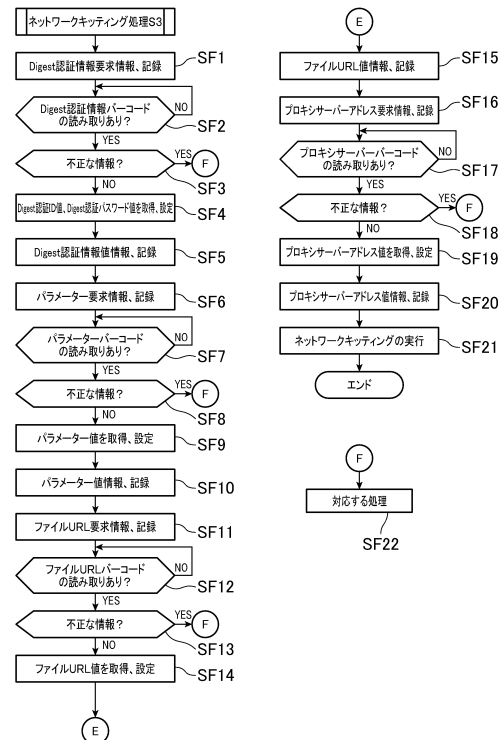 ネットワークキッティング処理S3
Digest認証情報要求情報、記録
SF1
Digest認証情報バーコード
の読み取りあり？
NO
SF2
YES
不正な情報？
YES
F
SF3
NO
Digest認証ID値、Digest認証パスワード値を取得、設定
SF4
Digest認証情報値情報、記録
SF5
パラメーター要求情報、記録
SF6
パラメーターバーコード
の読み取りあり？
NO
SF7
YES
不正な情報？
YES
F
SF8
NO
パラメーター値を取得、設定
SF9
パラメーター値情報、記録
SF10
ファイルURL要求情報、記録
SF11
ファイルURLバーコード
の読み取りあり？
NO
SF12
YES
不正な情報？
YES
F
SF13
NO
ファイルURL値を取得、設定
SF14
E
E
ファイルURL値情報、記録
SF15
プロキシサーバーアドレス要求情報、記録
SF16
プロキシサーバーバーコード
の読み取りあり？
NO
SF17
YES
不正な情報？
YES
F
SF18
NO
プロキシサーバーアドレス値を取得、設定
SF19
プロキシサーバーアドレス値情報、記録
SF20
ネットワークキッティングの実行
SF21
エンド
F
対応する処理
SF22